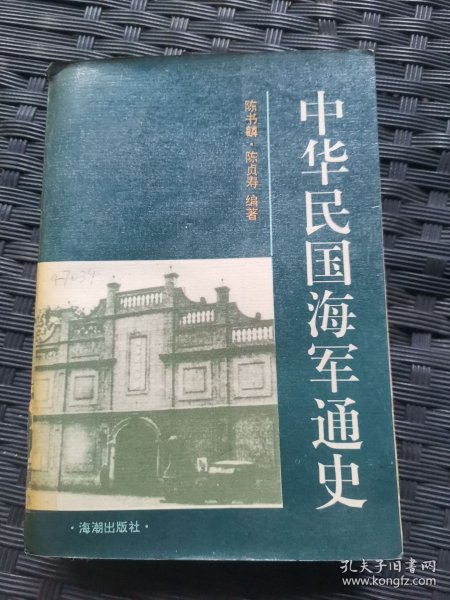 中华民国海军通史
陈书麟·陈贞寿 编著
47034
·海潮出版社·
孔夫子旧书网
www.kongfz.com